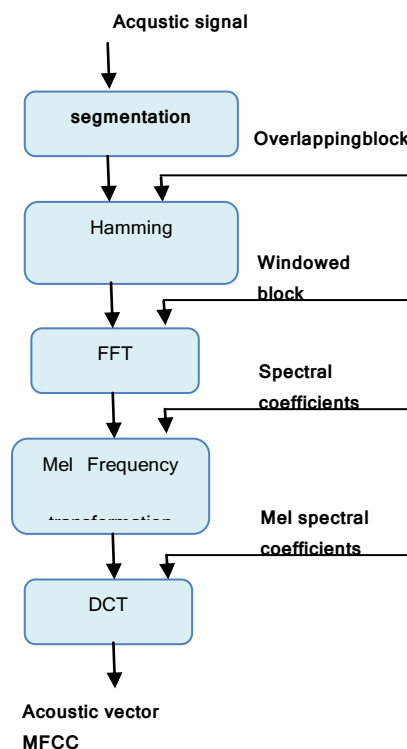 Acqustic signal
segmentation
Overlappingblock
Hamming
Windowed
block
FFT
Spectral
coefficients
Mel Frequency
transformation
Mel spectral
coefficients
DCT
Acoustic vector
MFCC